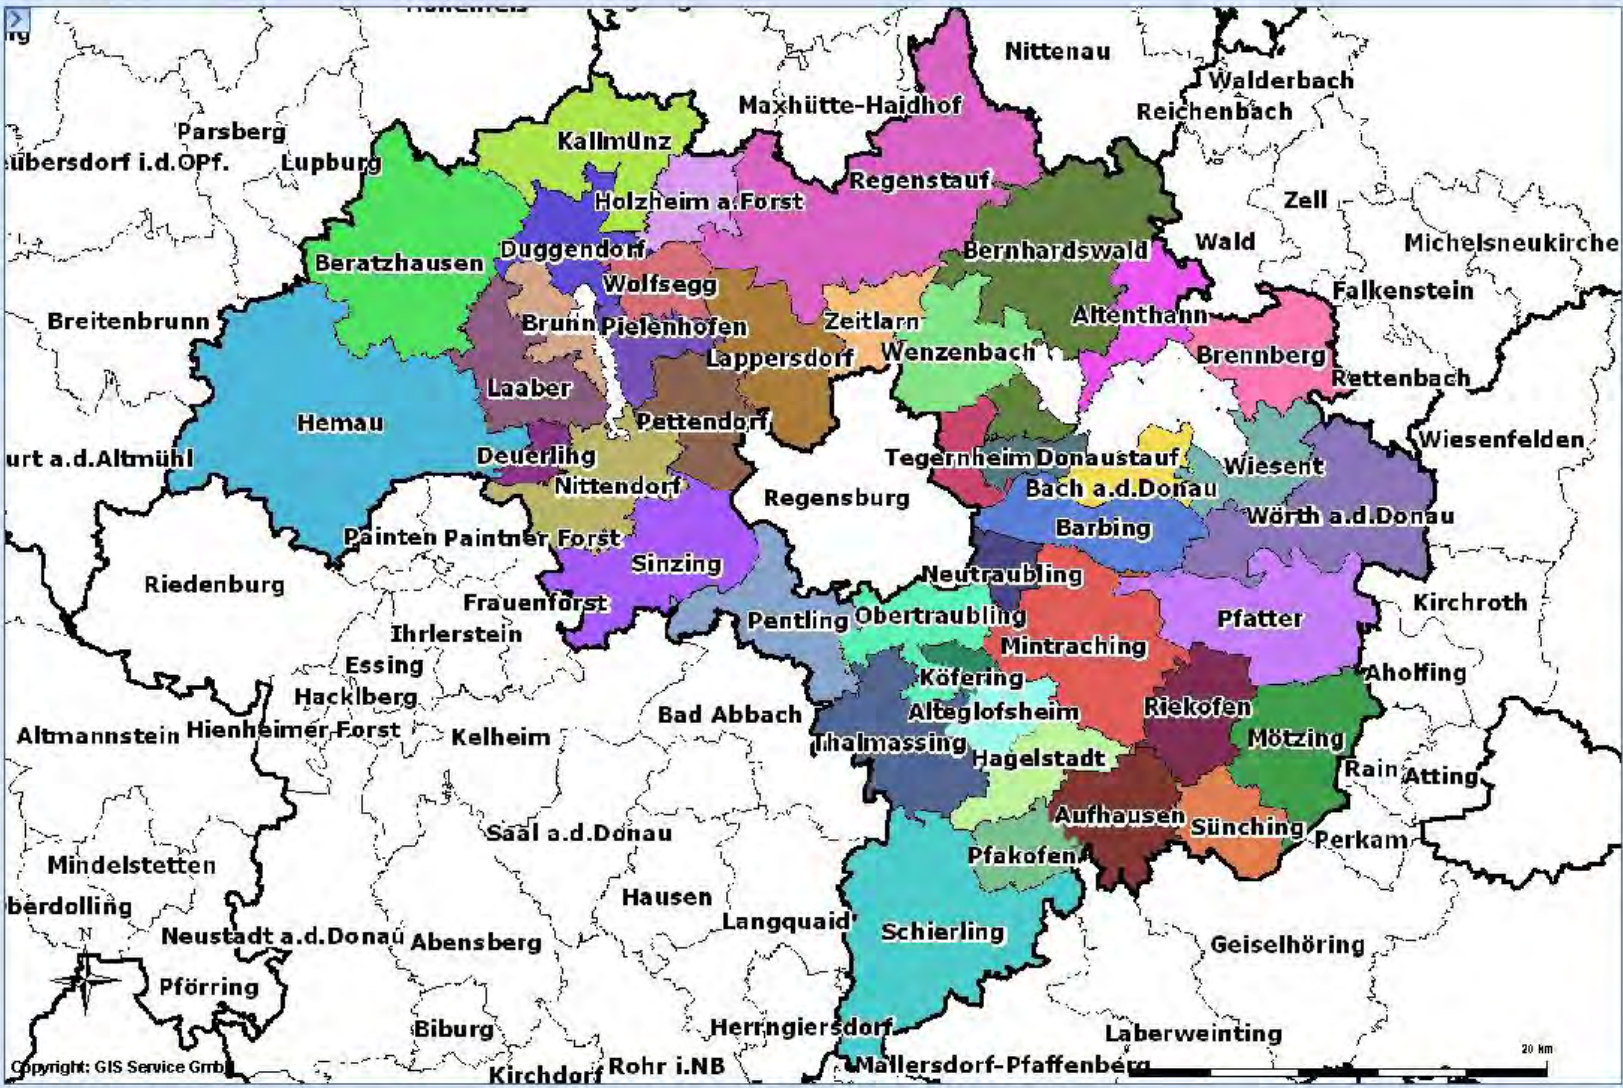 Nittenau
Walderbach
Maxhütte-Haidhof
Reichenbach
Parsberg
Kallmünz
übersdorf i.d.OPf.
Lupburg
Regenstauf
Holzheim a.Forst
Zell
Duggendorf
Bernhardswald
Wald
Michelsneukirche
Beratzhausen
Wolfsegg
Falkenstein
Breitenbrunn
Brunn
Pielenhofen
Zeitlarn
Altenthann
Lappersdorf
Wenzenbach
Brennberg
Rettenbach
Laaber
Hemau
Pettendorf
Wiesenfelden
urt a.d.Altmühl
Deuerling
Tegernheim
Donaustauf
Wiesent
Nittendorf
Bach a.d.Donau
Regensburg
Wörth a.d.Donau
Barbing
Painten
Paintner Forst
Sinzing
Neutraubling
Riedenburg
Frauenforst
Kirchroth
Pentling
Obertraubling
Pfatter
Ihrlerstein
Mintraching
Essing
Aholfing
Köfering
Hacklberg
Bad Abbach
Alteglofsheim
Riekofen
Altmannstein
Hienheimer Forst
Kelheim
Thalmassing
Mötzing
Hagelstadt
Rain
Atting
Aufhausen
Sünching
Saal a.d.Donau
Perkam
Pfakofen
Mindelstetten
Hausen
berdolling
Langquaid
Schierling
N
Neustadt a.d.Donau
Abensberg
Geiselhöring
Pförring
Biburg
Herrngiersdorf
Laberweinting
20 km
Copyright: GIS Service GmbH
Kirchdorf
Rohr i.NB
Mallersdorf-Pfaffenberg